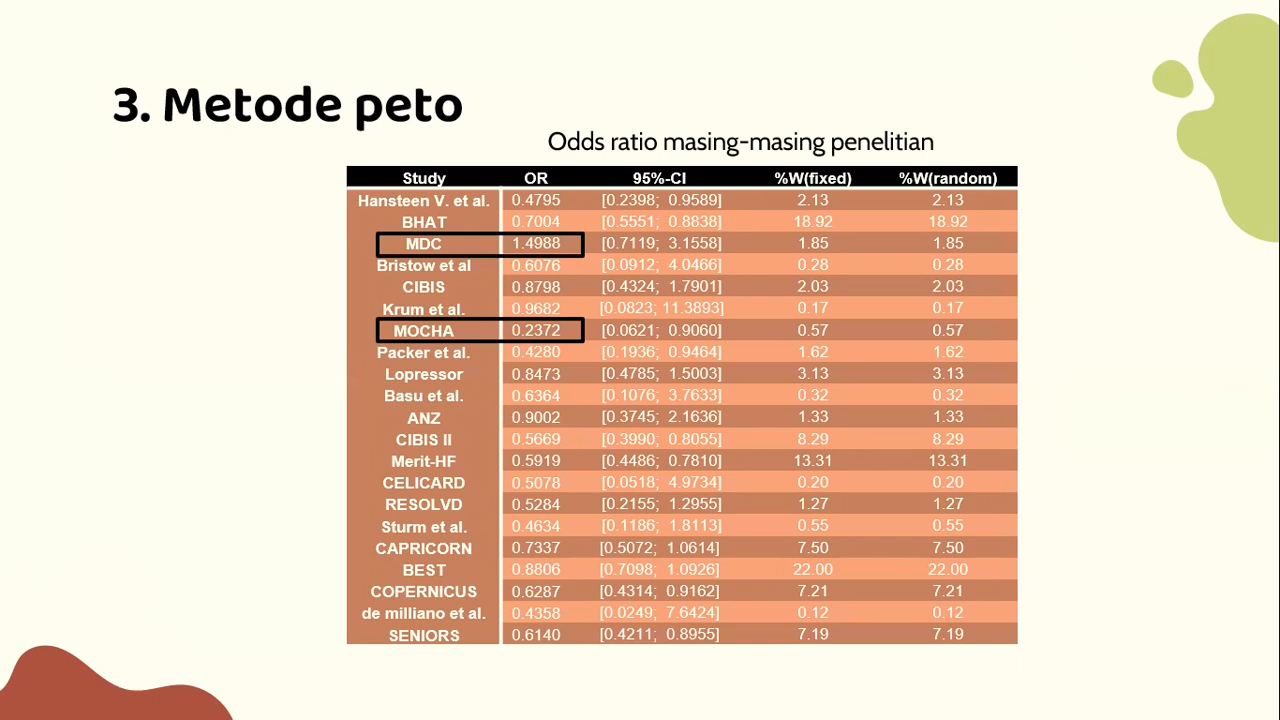 3. Metode peto
Odds ratio masing-masing penelitian
Study OR 95%-CI %W(fixed) %W(random)
Hansteen V. et al. 0.4795 [0.2398; 0.9589] 2.13 2.13
BHAT 0.7004 [0.5551; 0.8838] 18.92 18.92
MDC 1.4988 [0.7119; 3.1558] 1.85 1.85
Bristow et al 0.6076 [0.0912; 4.0466] 0.28 0.28
CIBIS 0.8798 [0.4324; 1.7901] 2.03 2.03
Krum et al. 0.9682 [0.0823; 11.3893] 0.17 0.17
MOCHA 0.2372 [0.0621; 0.9060] 0.57 0.57
Packer et al. 0.4280 [0.1936; 0.9464] 1.62 1.62
Lopressor 0.8473 [0.4785; 1.5003] 3.13 3.13
Basu et al. 0.6364 [0.1076; 3.7633] 0.32 0.32
ANZ 0.9002 [0.3745; 2.1636] 1.33 1.33
CIBIS II 0.5669 [0.3990; 0.8055] 8.29 8.29
Merit-HF 0.5919 [0.4486; 0.7810] 13.31 13.31
CELICARD 0.5078 [0.0518; 4.9734] 0.20 0.20
RESOLVD 0.5284 [0.2155; 1.2955] 1.27 1.27
Sturm et al. 0.4634 [0.1186; 1.8113] 0.55 0.55
CAPRICORN 0.7337 [0.5072; 1.0614] 7.50 7.50
BEST 0.8806 [0.7098; 1.0926] 22.00 22.00
COPERNICUS 0.6287 [0.4314; 0.9162] 7.21 7.21
de milliano et al. 0.4358 [0.0249; 7.6424] 0.12 0.12
SENIORS 0.6140 [0.4211; 0.8955] 7.19 7.19